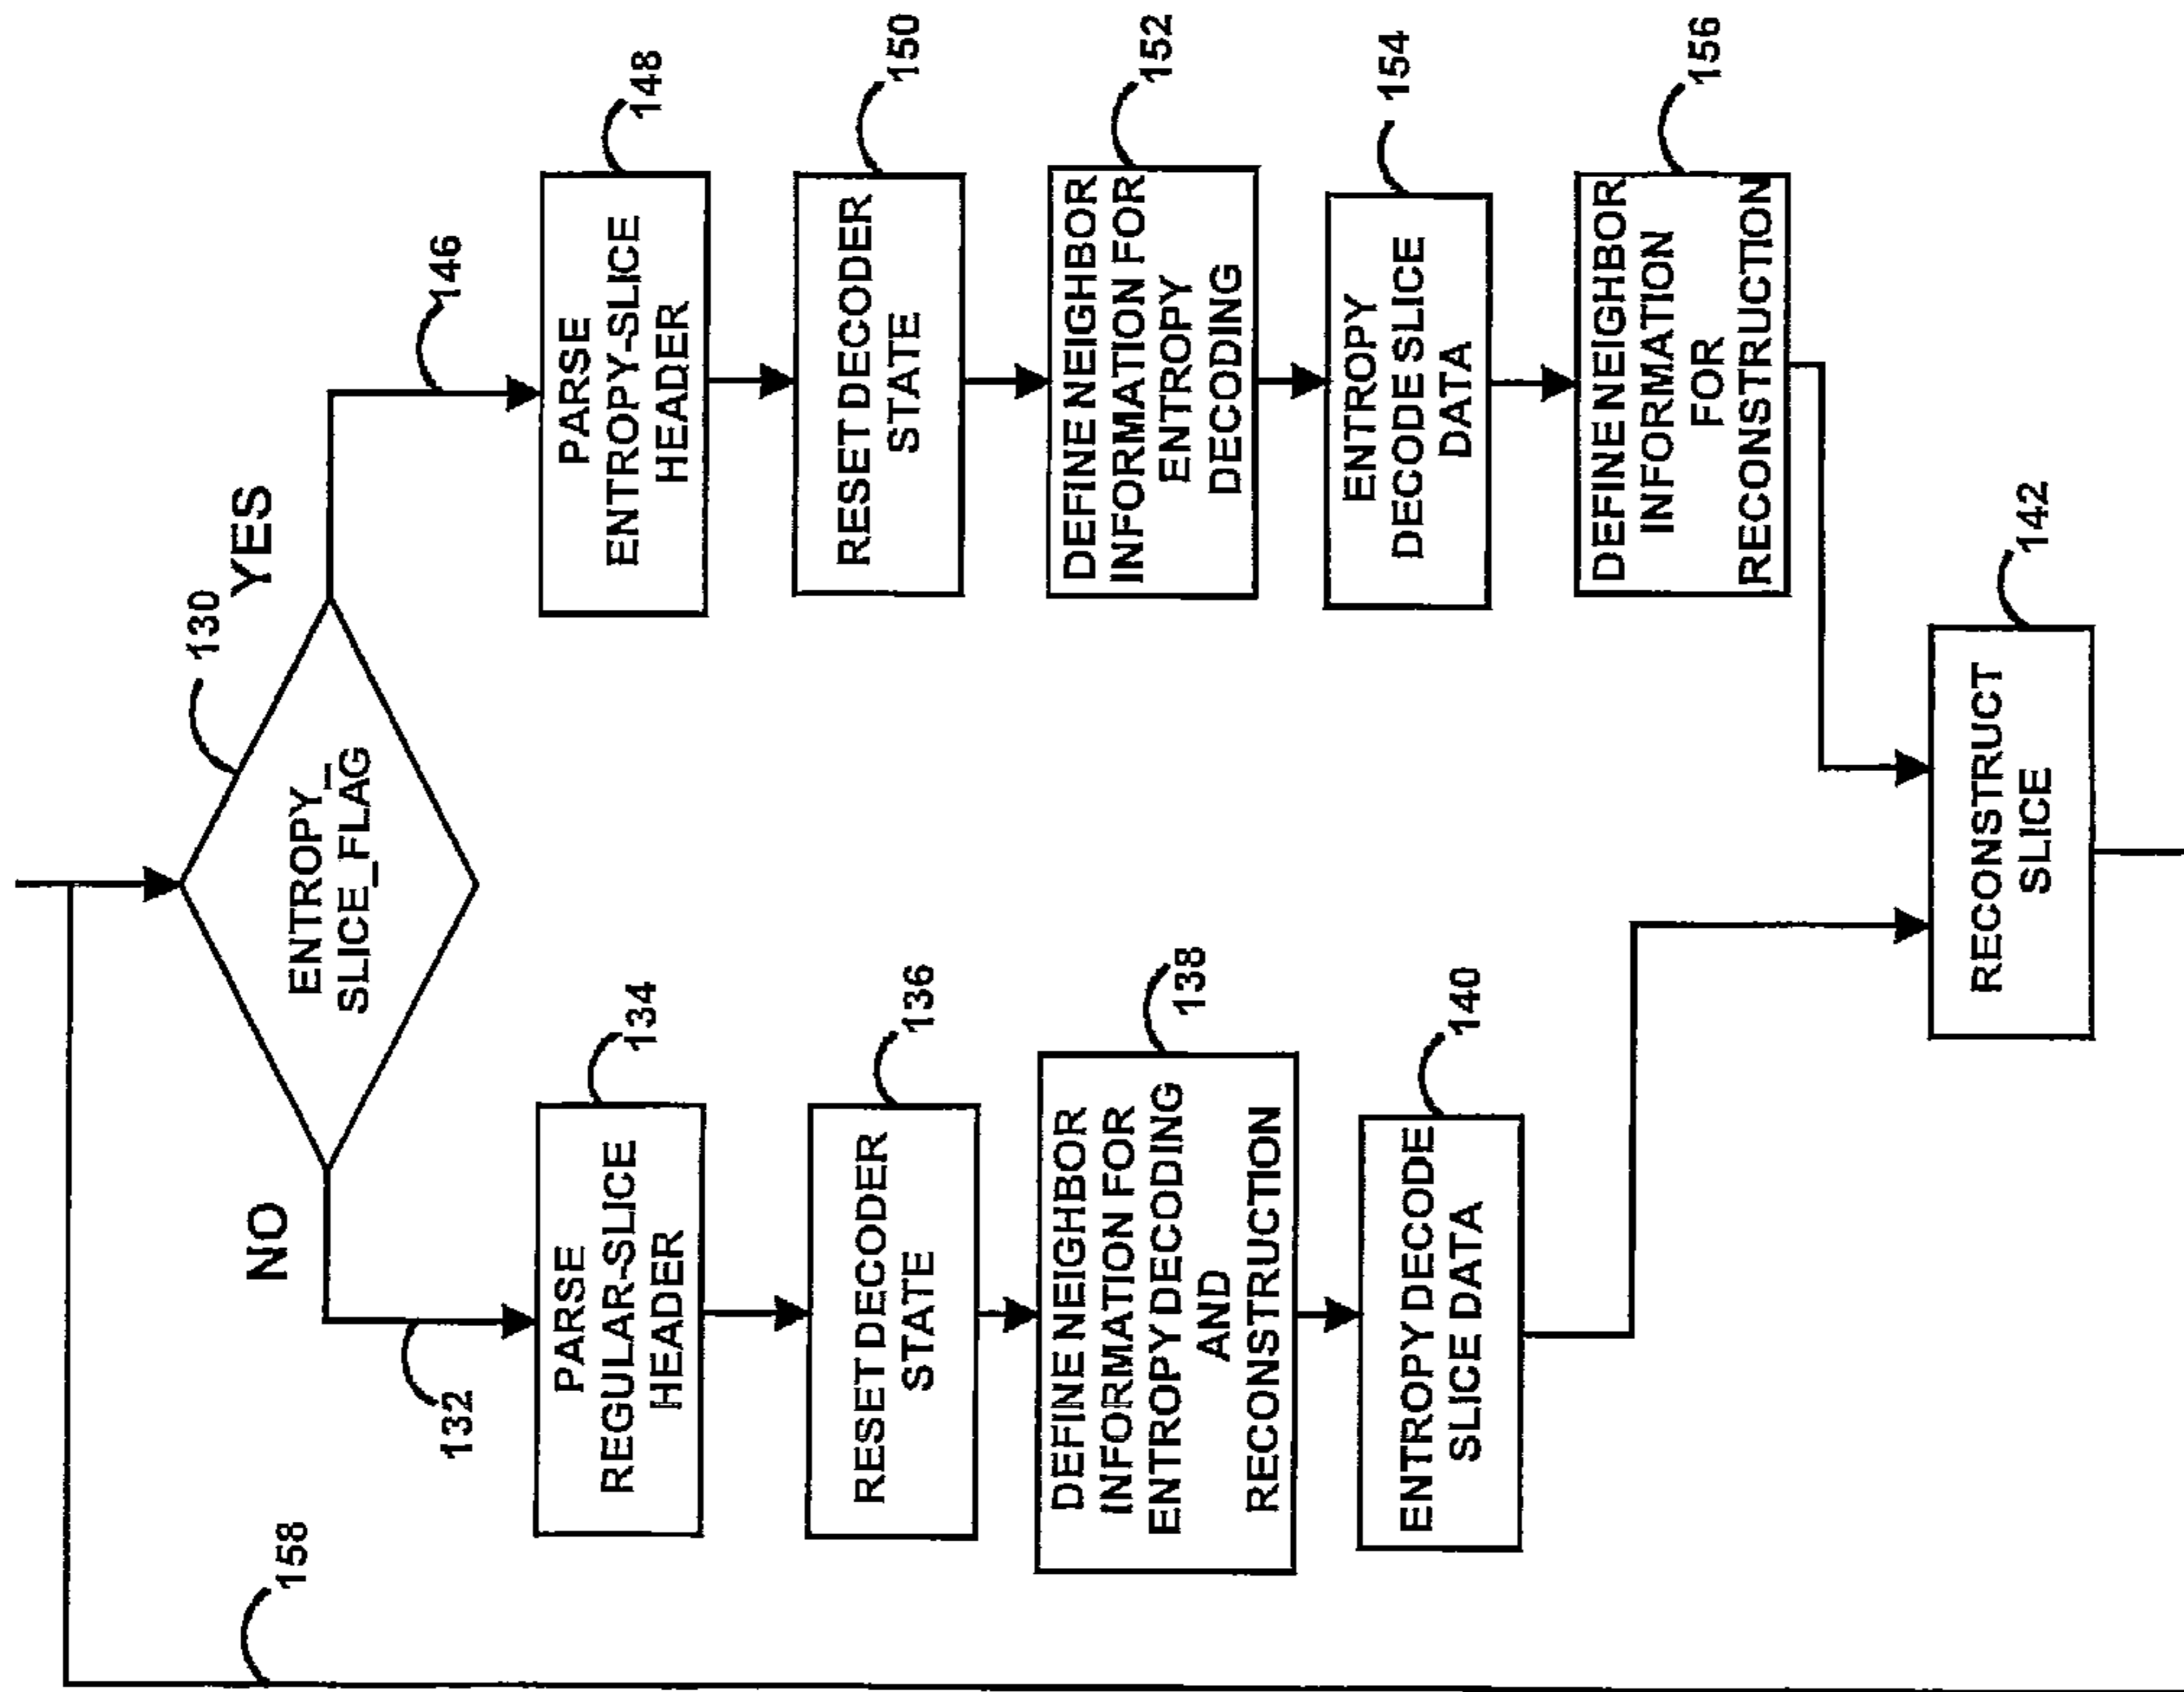 130
ENTROPY_
SLICE_FLAG
NO
YES
132
146
PARSE
REGULAR-SLICE
HEADER
134
RESET DECODER
STATE
136
DEFINE NEIGHBOR
INFORMATION FOR
ENTROPY DECODING
AND
RECONSTRUCTION
138
ENTROPY DECODE
SLICE DATA
140
PARSE
ENTROPY-SLICE
HEADER
148
RESET DECODER
STATE
150
DEFINE NEIGHBOR
INFORMATION FOR
ENTROPY
DECODING
152
ENTROPY
DECODE SLICE
DATA
154
DEFINE NEIGHBOR
INFORMATION
FOR
RECONSTRUCTION
156
RECONSTRUCT
SLICE
142
158